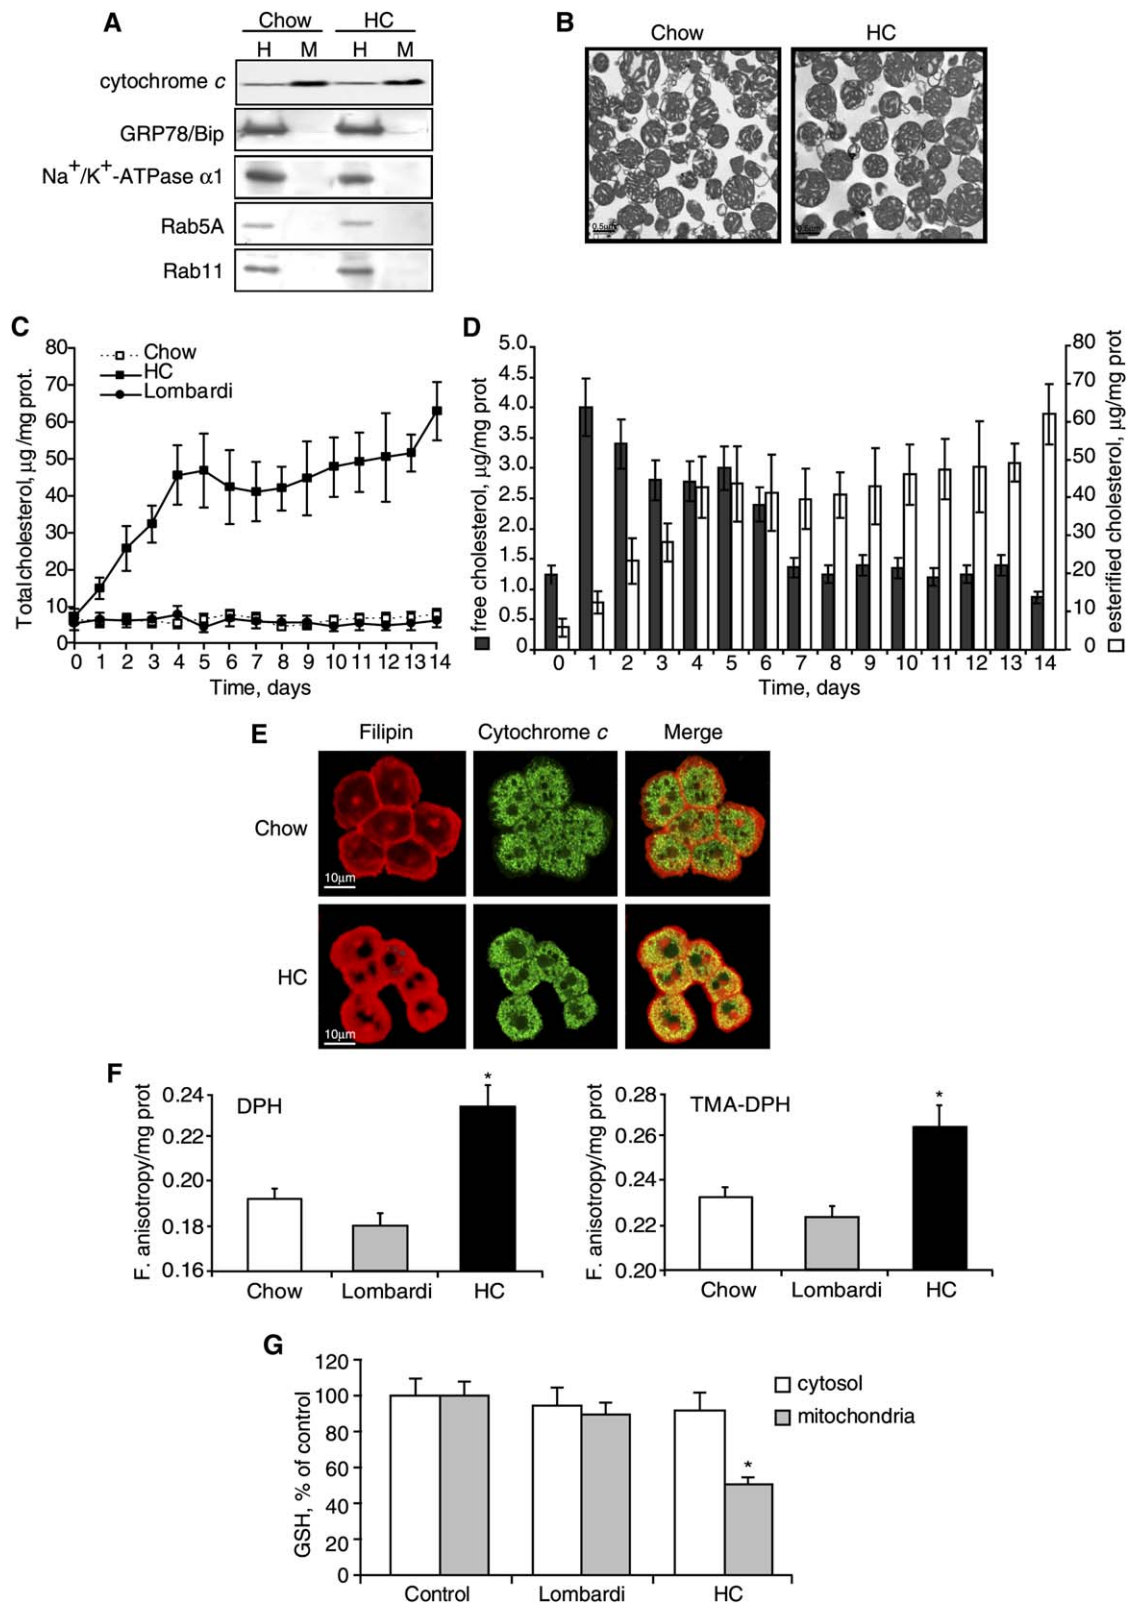 A
Chow HC
H M H M
cytochrome c
GRP78/Bip
Na+/K+-ATPase α1
Rab5A
Rab11
B
Chow HC
0.5μm
C
Total cholesterol, μg/mg prot.
80
70
60
50
40
30
20
10
0
Chow
HC
Lombardi
0 1 2 3 4 5 6 7 8 9 10 11 12 13 14
Time, days
D
free cholesterol, μg/mg prot
5.0
4.5
4.0
3.5
3.0
2.5
2.0
1.5
1.0
0.5
0
80
70
60
50
40
30
20
10
0
esterified cholesterol, μg/mg prot
0 1 2 3 4 5 6 7 8 9 10 11 12 13 14
Time, days
E
Filipin Cytochrome c Merge
Chow
10μm
HC
10μm
F
F. anisotropy/mg prot
0.24
0.22
0.20
0.18
0.16
DPH
*
Chow Lombardi HC
F. anisotropy/mg prot
0.28
0.26
0.24
0.22
0.20
TMA-DPH
*
Chow Lombardi HC
G
GSH, % of control
120
100
80
60
40
20
0
cytosol
mitochondria
*
Control Lombardi HC